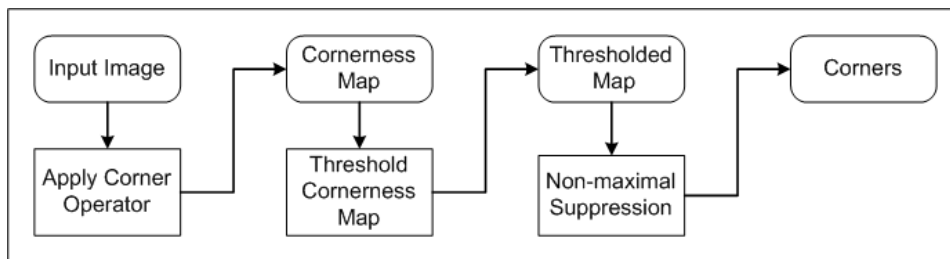 Input Image
Apply Corner
Operator
Cornerness
Map
Threshold
Cornerness
Map
Thresholded
Map
Non-maximal
Suppression
Corners